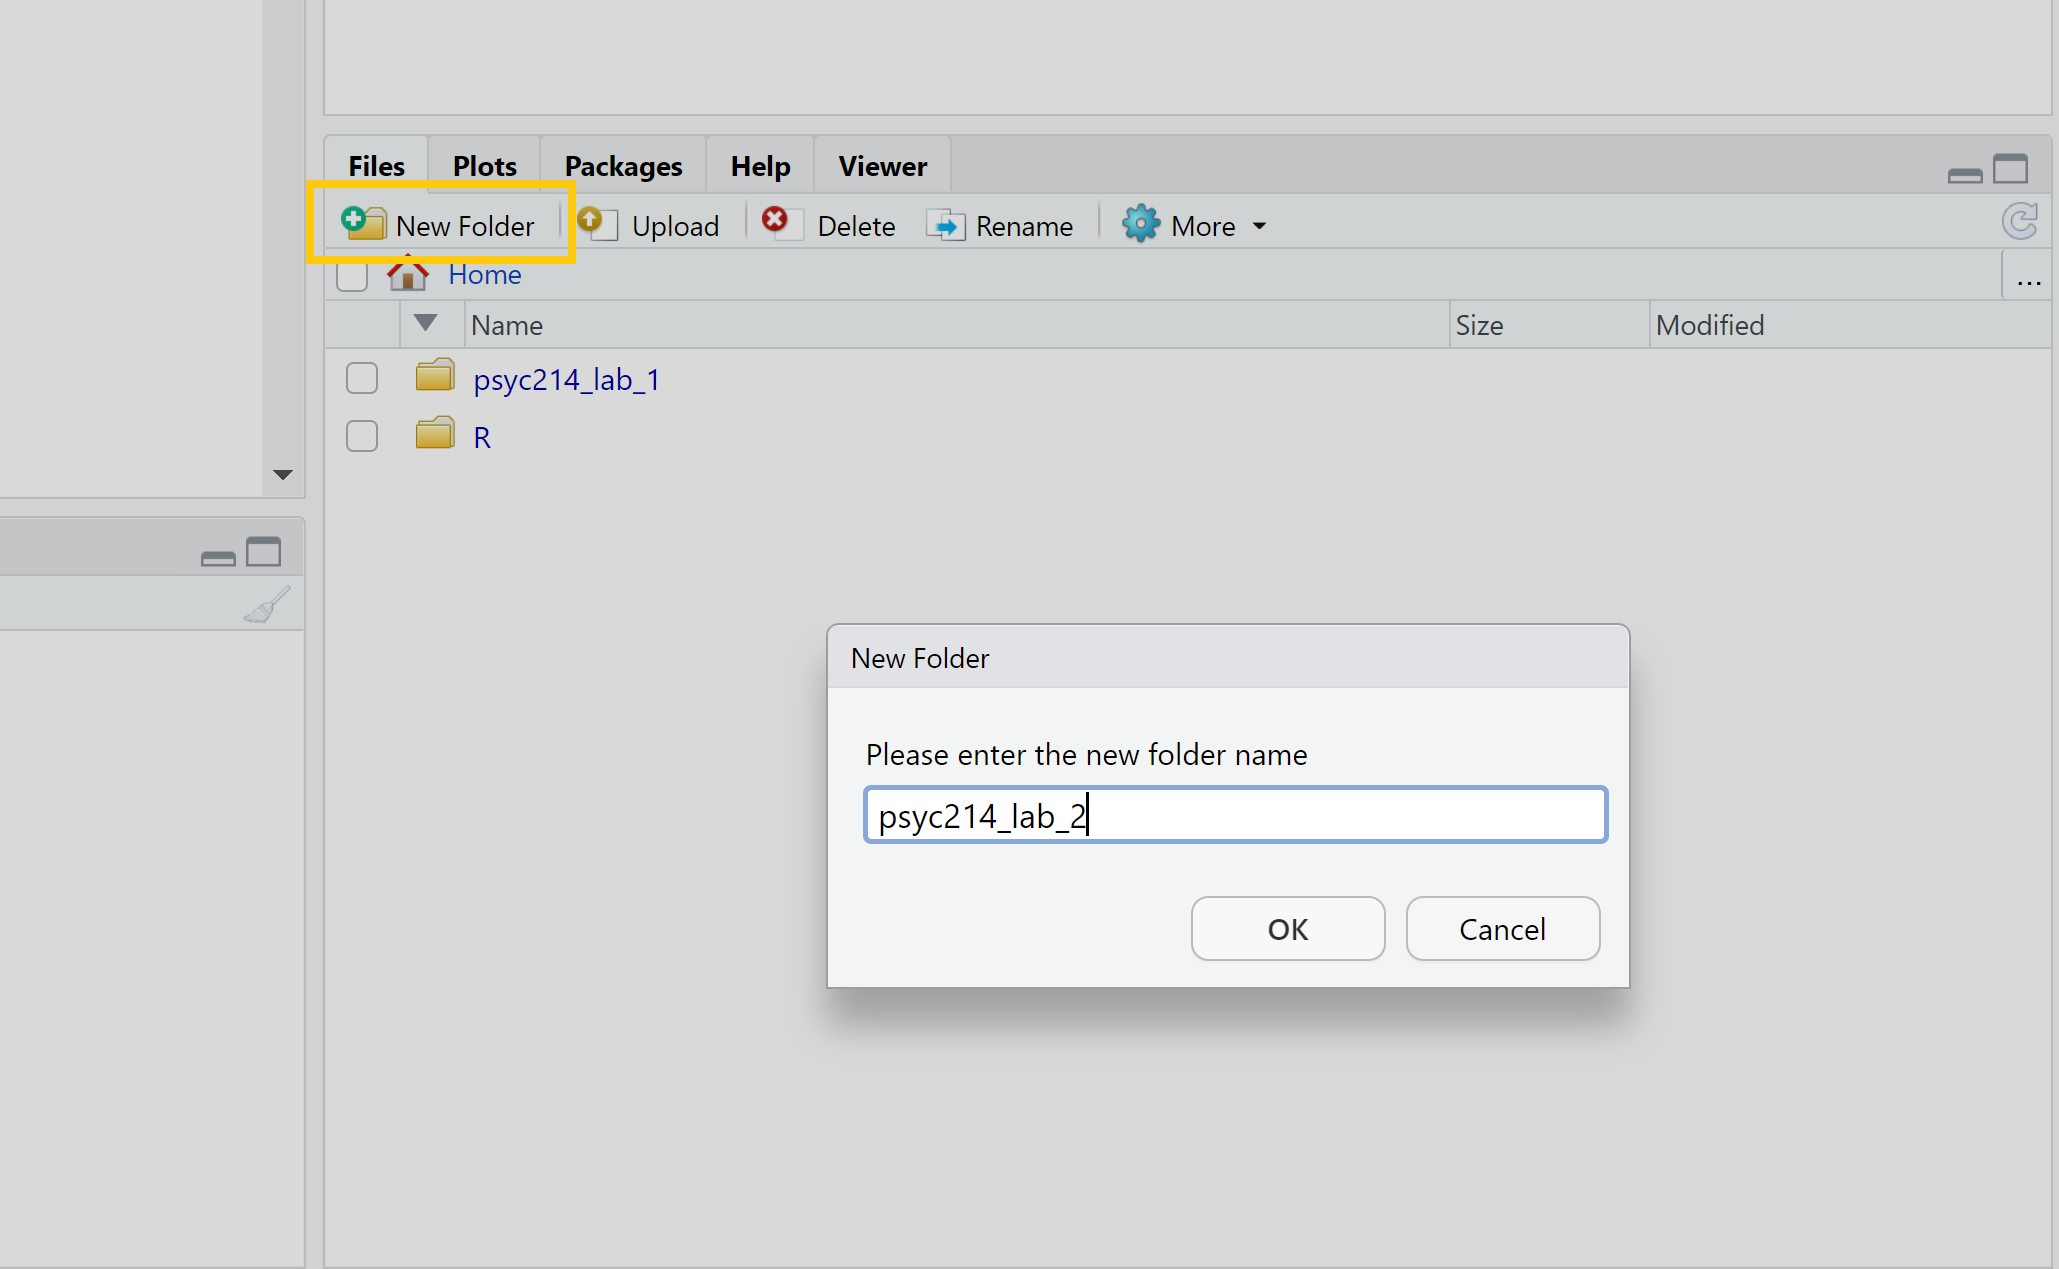 Files Plots Packages Help Viewer
New Folder Upload Delete Rename More
Home ...
Name Size Modified
psyc214_lab_1
R
New Folder
Please enter the new folder name
psyc214_lab_2
OK Cancel